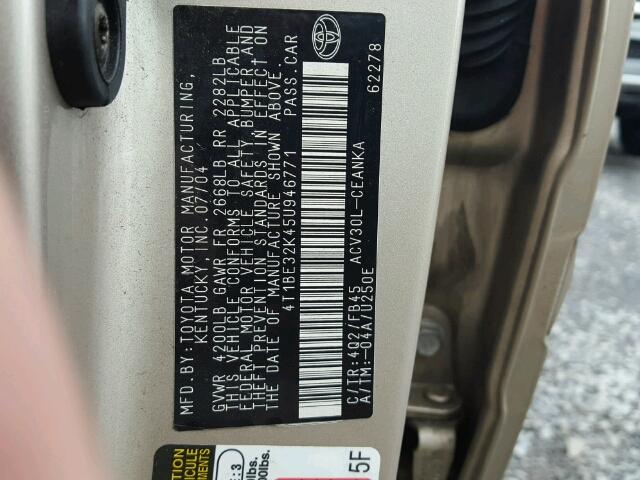 MFD. BY: TOYOTA MOTOR MANUFACTURING,
KENTUCKY, INC. 07/04
GVWR 4200LB GAWR FR 2668LB RR 2282LB
THIS VEHICLE CONFORMS TO ALL APPLICABLE
FEDERAL MOTOR VEHICLE SAFETY, BUMPER, AND
THEFT PREVENTION STANDARDS IN EFFECT ON
THE DATE OF MANUFACTURE SHOWN ABOVE.
4T1BE32K45U946771 PASS. CAR
C/TR: 4Q2/FB45 ACV30L-CEANKA
A/TM:-04A/U250E 62278
5F